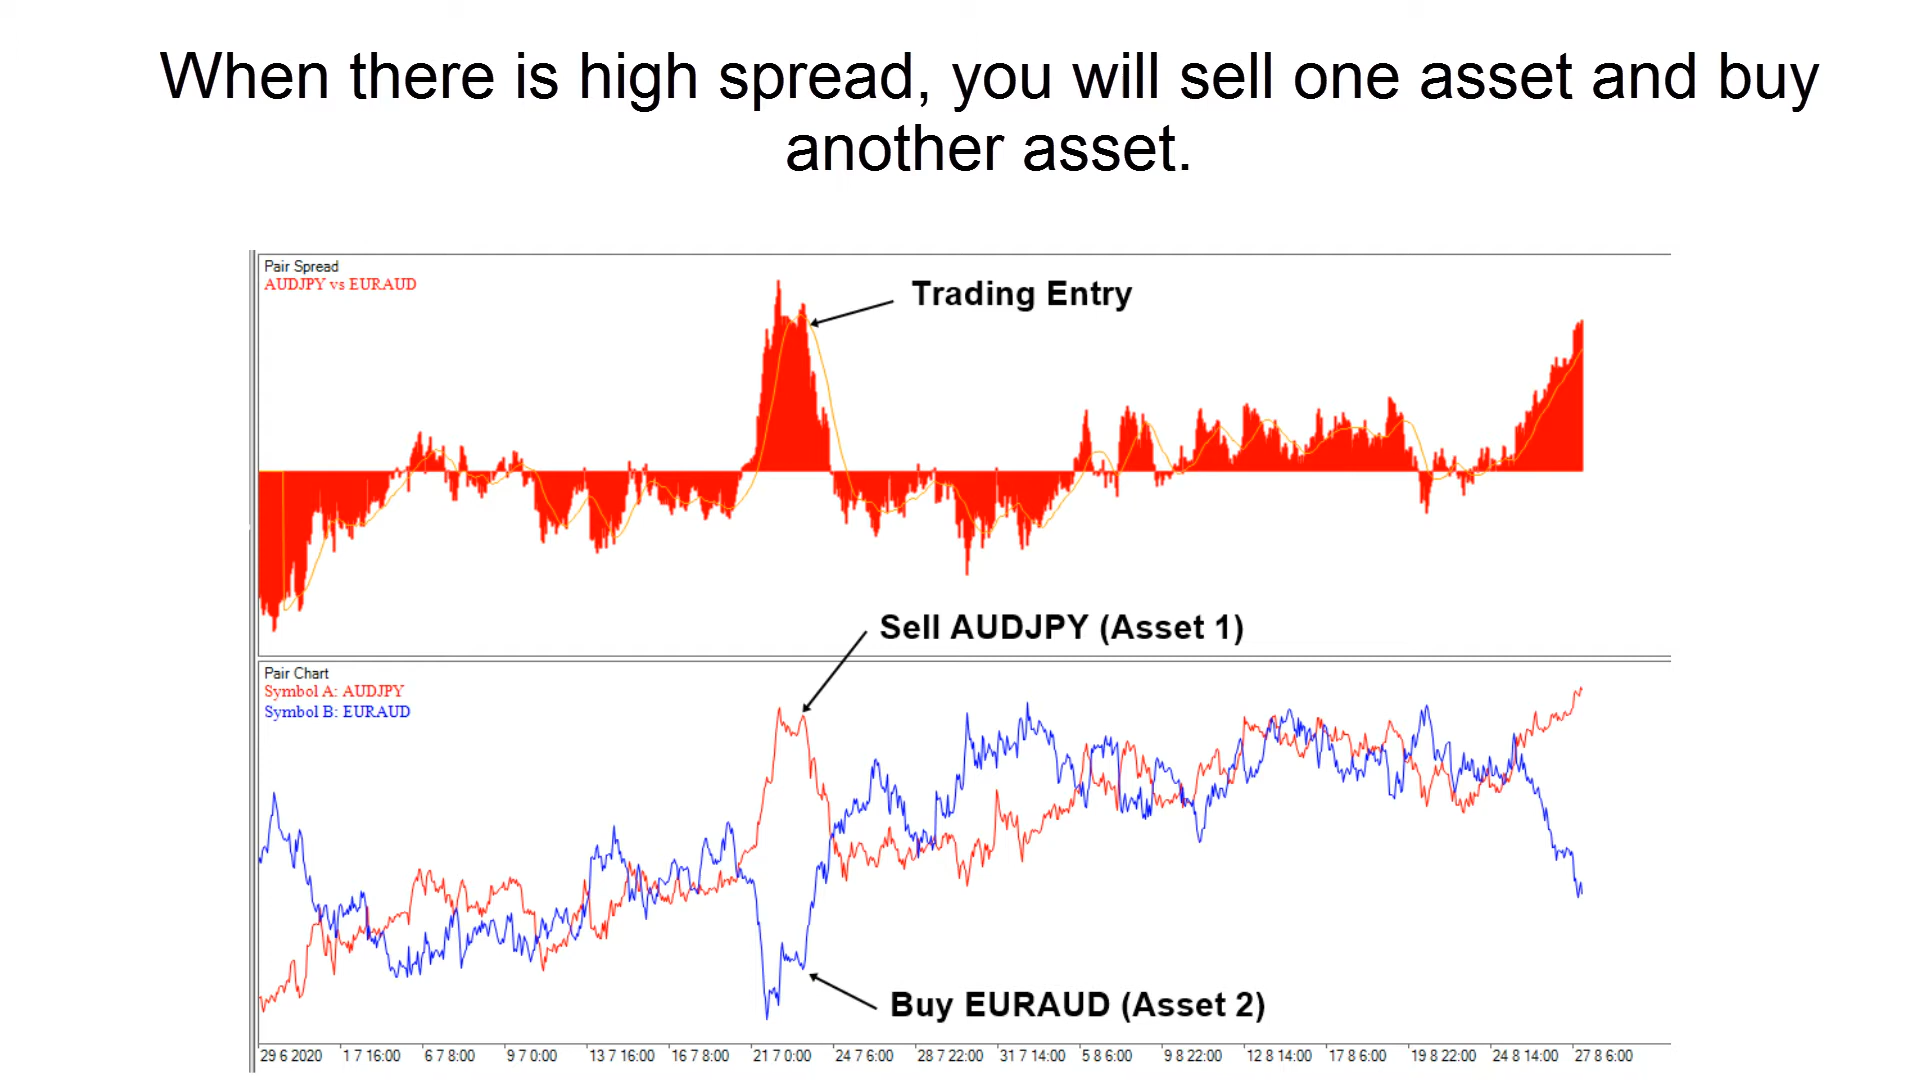 When there is high spread, you will sell one asset and buy
another asset.
Pair Spread
AUDJPY vs EURAUD
Trading Entry
Sell AUDJPY (Asset 1)
Pair Chart
Symbol A: AUDJPY
Symbol B: EURAUD
Buy EURAUD (Asset 2)
29 6 2020 1 7 16:00 6 7 8:00 9 7 0:00 13 7 16:00 16 7 8:00 21 7 0:00 24 7 6:00 28 7 22:00 31 7 14:00 5 8 6:00 9 8 22:00 12 8 14:00 17 8 6:00 19 8 22:00 24 8 14:00 27 8 6:00